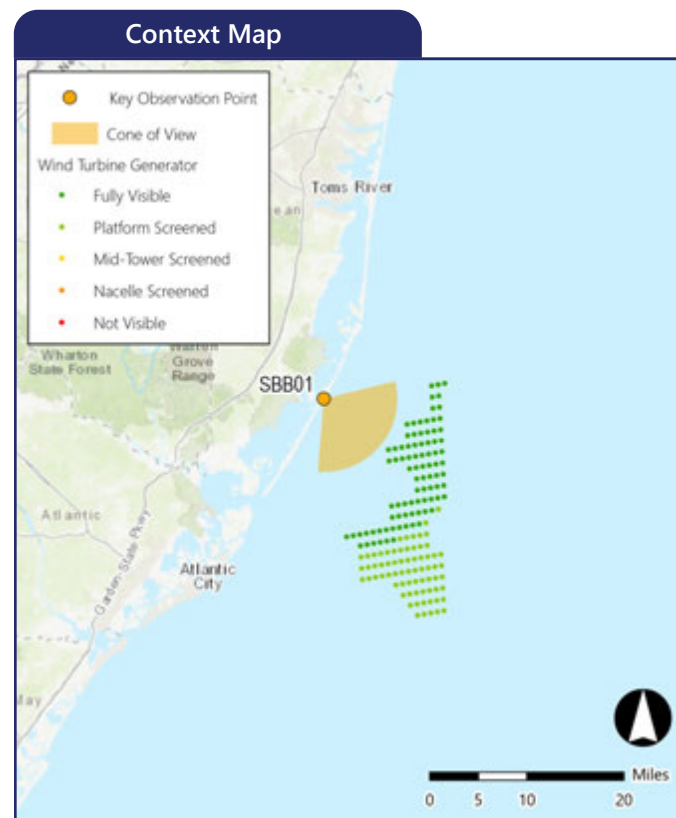 Context Map
Key Observation Point
Cone of View
Wind Turbine Generator
Fully Visible
Platform Screened
Mid-Tower Screened
Nacelle Screened
Not Visible
Toms River
ean
Wharton
State Forest
Grove
Range
SBB01
Atlantic
Garden State Pkwy
Atlantic
City
May
Miles
0 5 10 20